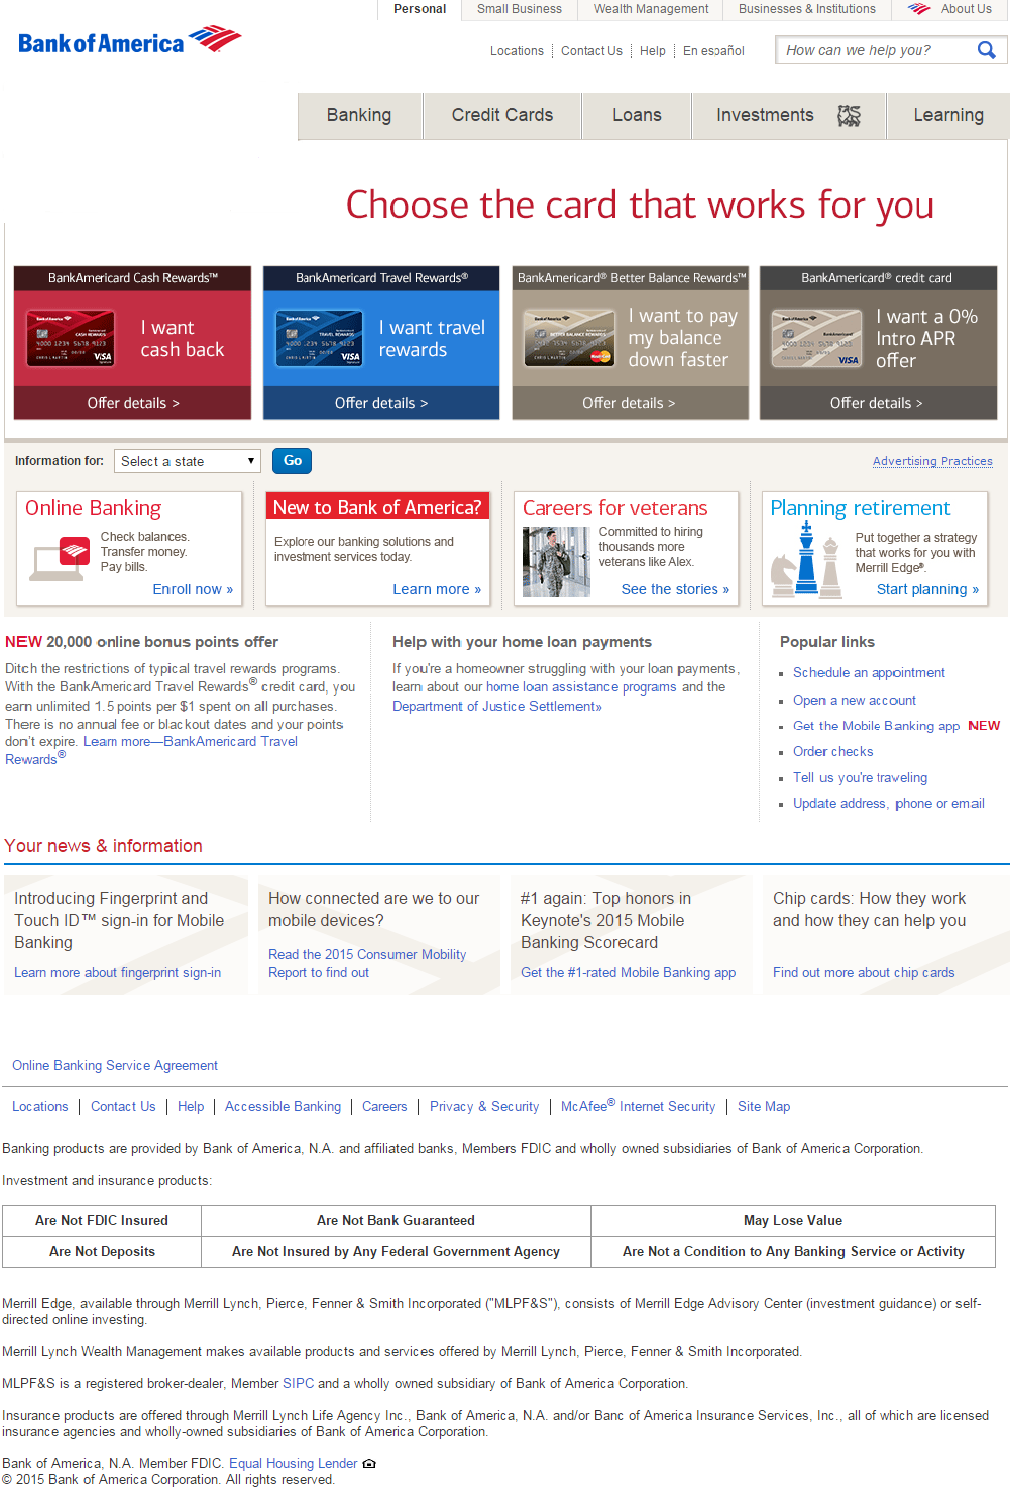 Personal
Small Business
Wealth Management
Businesses & Institutions
About Us
Bank of America
Locations
Contact Us
Help
En español
How can we help you?
Banking
Credit Cards
Loans
Investments
Learning
Choose the card that works for you
BankAmericard Cash Rewards™
I want
cash back
Offer details >
BankAmericard Travel Rewards®
I want travel
rewards
Offer details >
BankAmericard® Better Balance Rewards™
I want to pay
my balance
down faster
Offer details >
BankAmericard® credit card
I want a 0%
Intro APR
offer
Offer details >
Information for:
Select a state
Go
Advertising Practices
Online Banking
Check balances.
Transfer money.
Pay bills.
Enroll now »
New to Bank of America?
Explore our banking solutions and
investment services today.
Learn more »
Careers for veterans
Committed to hiring
thousands more
veterans like Alex.
See the stories »
Planning retirement
Put together a strategy
that works for you with
Merrill Edge®.
Start planning »
NEW 20,000 online bonus points offer
Ditch the restrictions of typical travel rewards programs.
With the BankAmericard Travel Rewards® credit card, you
earn unlimited 1.5 points per $1 spent on all purchases.
There is no annual fee or blackout dates and your points
don't expire. Learn more—BankAmericard Travel
Rewards®
Help with your home loan payments
If you're a homeowner struggling with your loan payments,
learn about our home loan assistance programs and the
Department of Justice Settlement»
Popular links
Schedule an appointment
Open a new account
Get the Mobile Banking app NEW
Order checks
Tell us you're traveling
Update address, phone or email
Your news & information
Introducing Fingerprint and
Touch ID™ sign-in for Mobile
Banking
Learn more about fingerprint sign-in
How connected are we to our
mobile devices?
Read the 2015 Consumer Mobility
Report to find out
#1 again: Top honors in
Keynote's 2015 Mobile
Banking Scorecard
Get the #1-rated Mobile Banking app
Chip cards: How they work
and how they can help you
Find out more about chip cards
Online Banking Service Agreement
Locations
Contact Us
Help
Accessible Banking
Careers
Privacy & Security
McAfee® Internet Security
Site Map
Banking products are provided by Bank of America, N.A. and affiliated banks, Members FDIC and wholly owned subsidiaries of Bank of America Corporation.
Investment and insurance products:
Are Not FDIC Insured
Are Not Bank Guaranteed
May Lose Value
Are Not Deposits
Are Not Insured by Any Federal Government Agency
Are Not a Condition to Any Banking Service or Activity
Merrill Edge, available through Merrill Lynch, Pierce, Fenner & Smith Incorporated ("MLPF&S"), consists of Merrill Edge Advisory Center (investment guidance) or self-
directed online investing.
Merrill Lynch Wealth Management makes available products and services offered by Merrill Lynch, Pierce, Fenner & Smith Incorporated.
MLPF&S is a registered broker-dealer, Member SIPC and a wholly owned subsidiary of Bank of America Corporation.
Insurance products are offered through Merrill Lynch Life Agency Inc., Bank of America, N.A. and/or Banc of America Insurance Services, Inc., all of which are licensed
insurance agencies and wholly-owned subsidiaries of Bank of America Corporation.
Bank of America, N.A. Member FDIC. Equal Housing Lender
© 2015 Bank of America Corporation. All rights reserved.